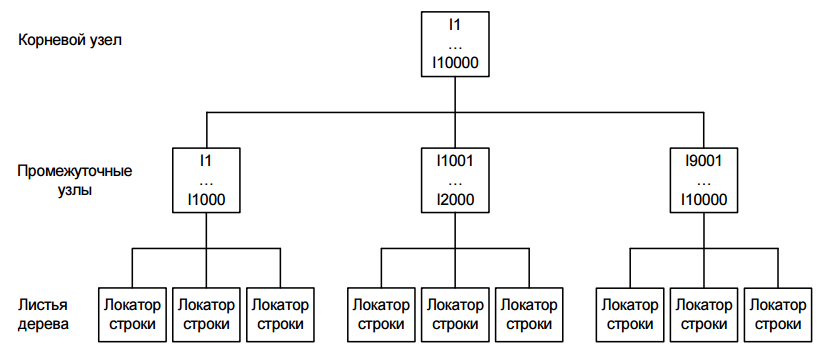 Корневой узел
I1
...
I10000
Промежуточные
узлы
I1
...
I1000
I1001
...
I2000
I9001
...
I10000
Листья
дерева
Локатор
строки
Локатор
строки
Локатор
строки
Локатор
строки
Локатор
строки
Локатор
строки
Локатор
строки
Локатор
строки
Локатор
строки